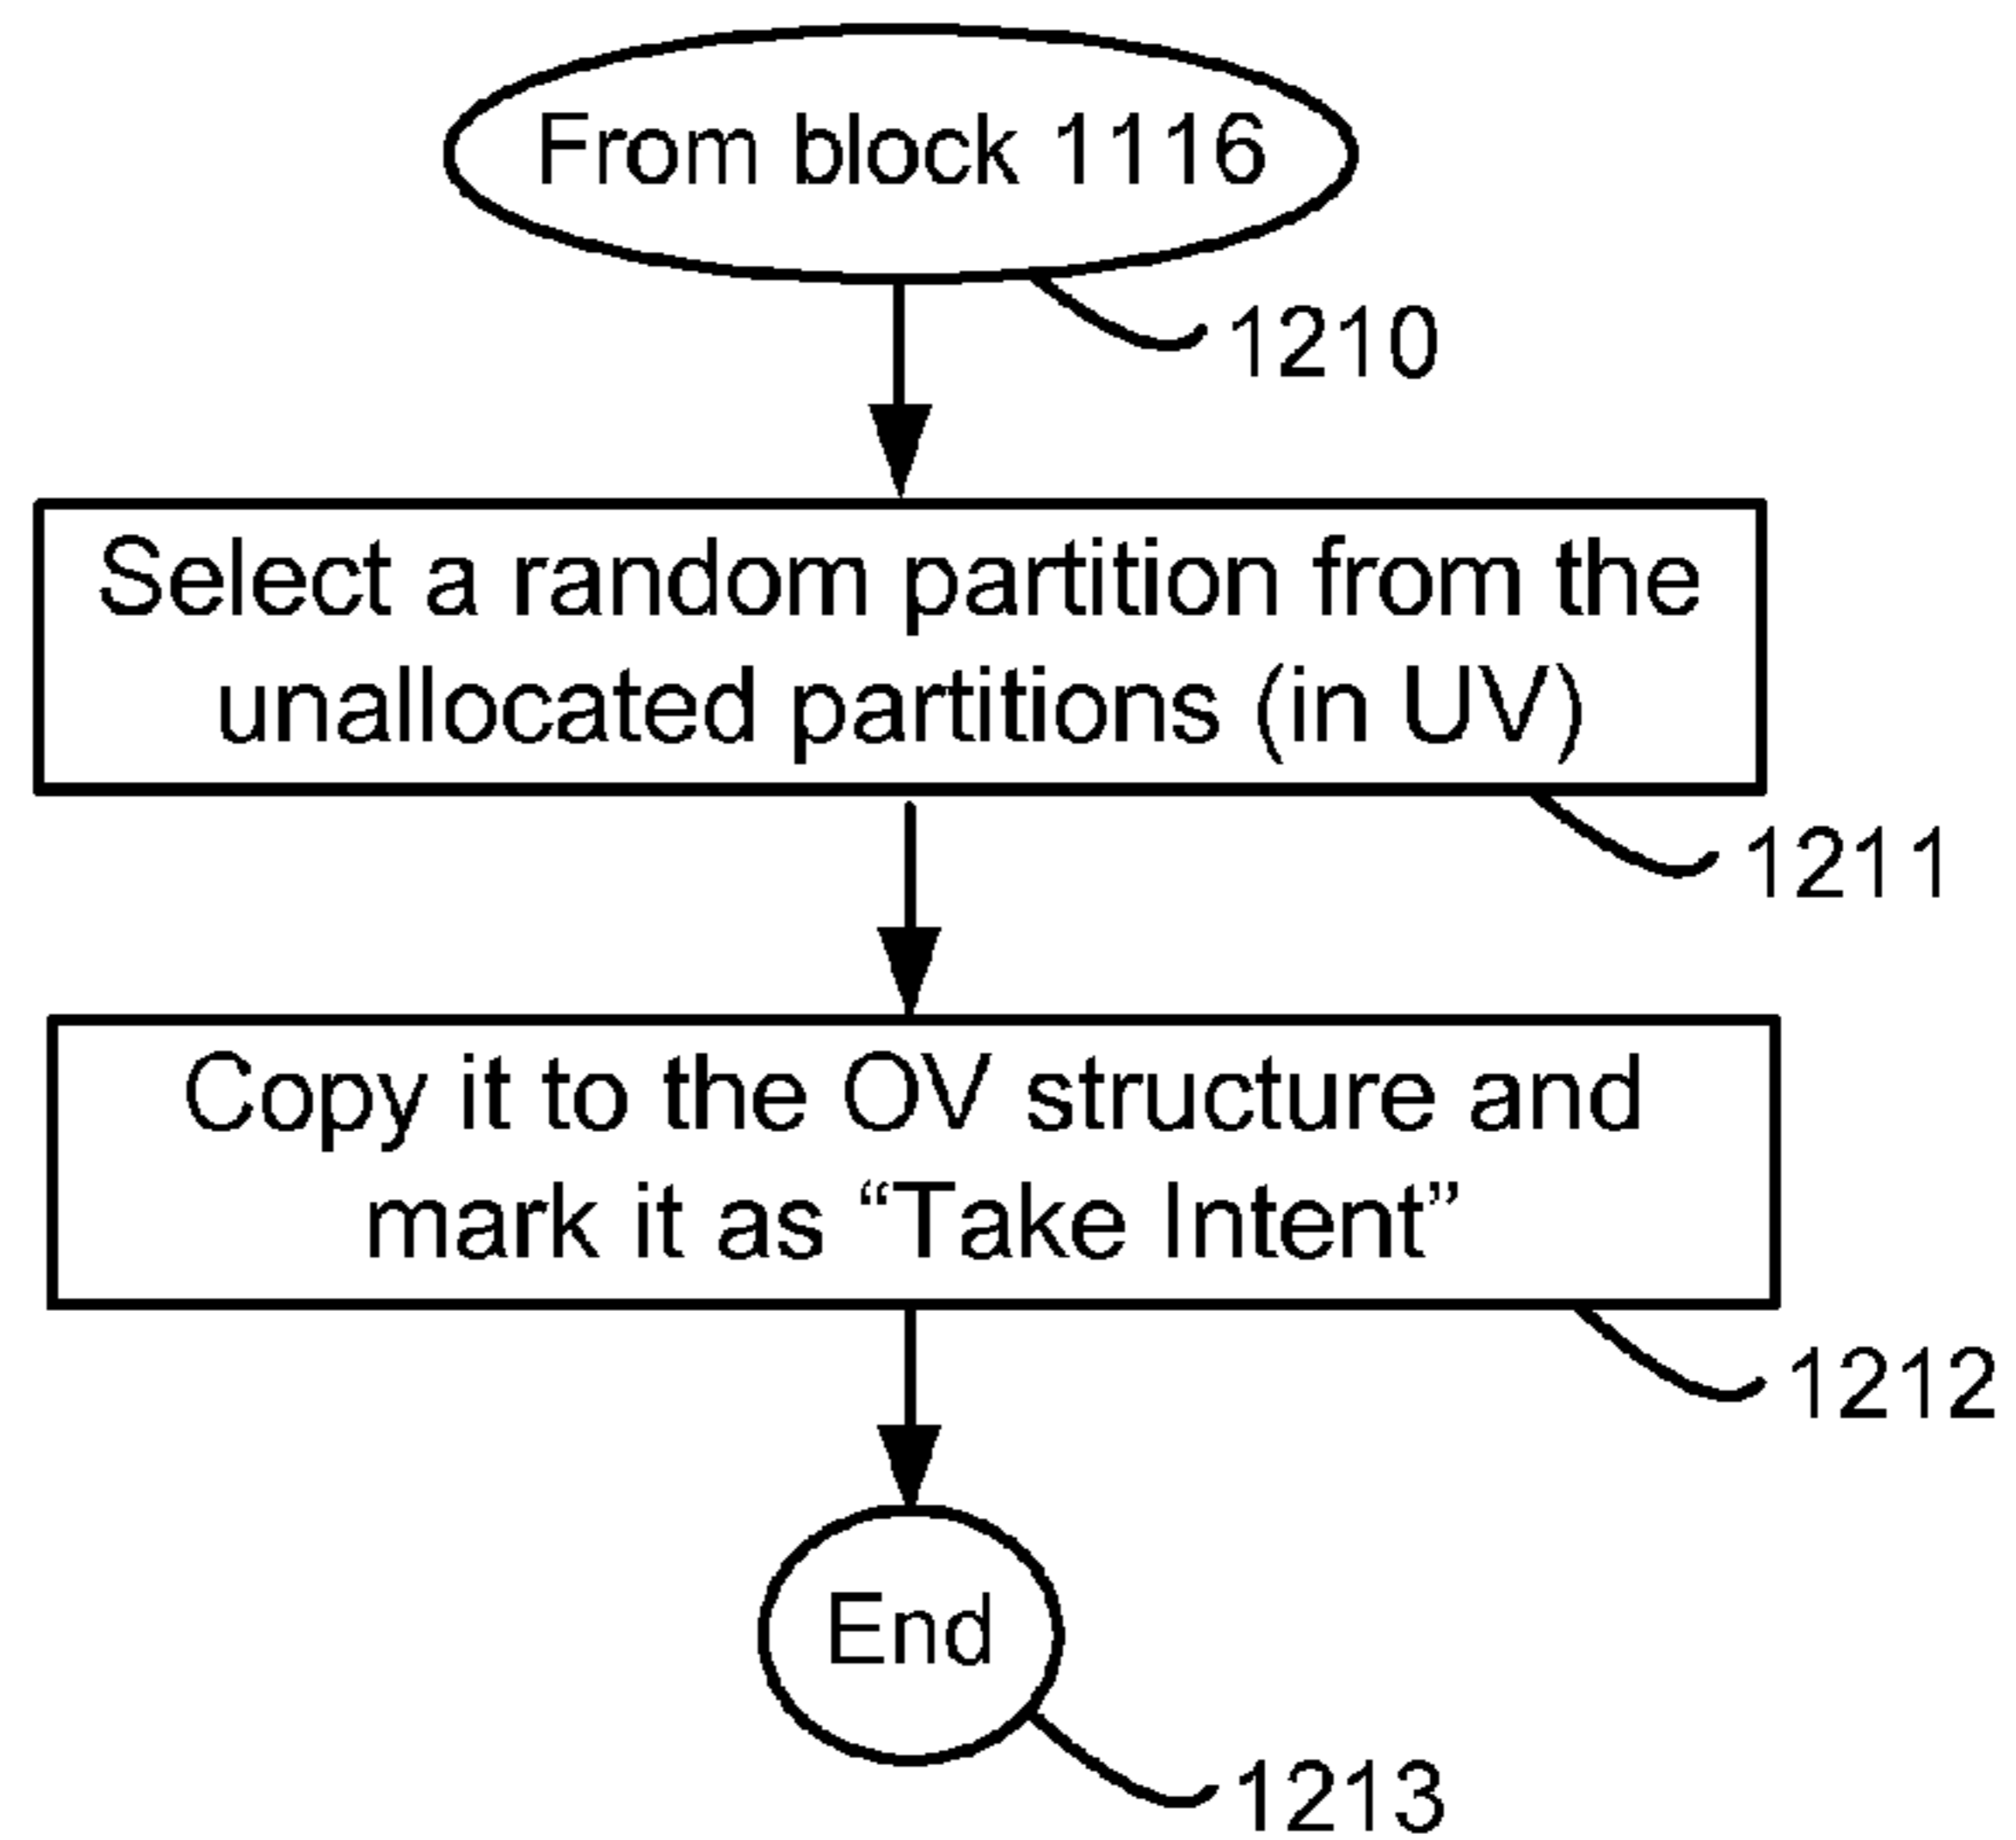 From block 1116
1210
Select a random partition from the
unallocated partitions (in UV)
1211
Copy it to the OV structure and
mark it as “Take Intent”
1212
End
1213